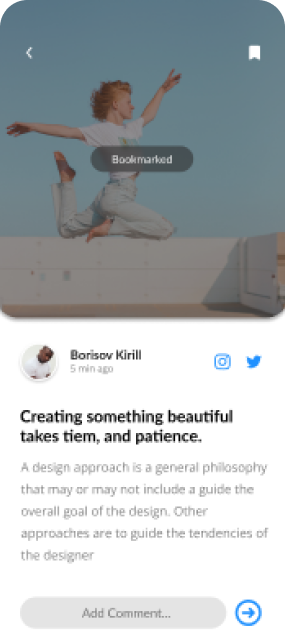 Bookmarked
Borisov Kirill
5 min ago
Creating something beautiful
takes tiem, and patience.
A design approach is a general philosophy
that may or may not include a guide the
overall goal of the design. Other
approaches are to guide the tendencies of
the designer
Add Comment...